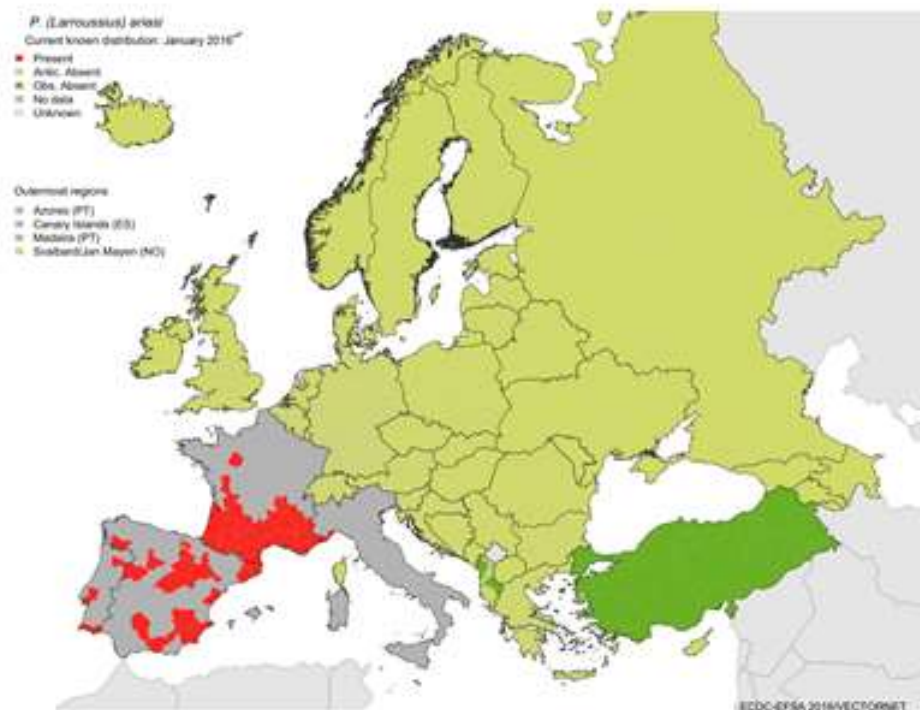 P. (Larroussius) ariasi
Current known distribution: January 2016
Present
Antic. Absent
Obs. Absent
No data
Unknown
Outermost regions
Azores (PT)
Canary Islands (ES)
Madeira (PT)
Svalbard/Jan Mayen (NO)
ECDC-EFSA 2016/VECTORNET